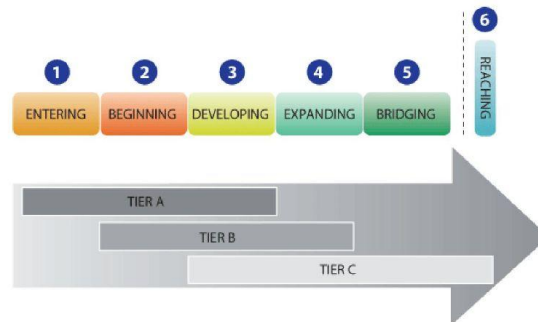 6
1 2 3 4 5
REACHING
ENTERING BEGINNING DEVELOPING EXPANDING BRIDGING
TIER A
TIER B
TIER C